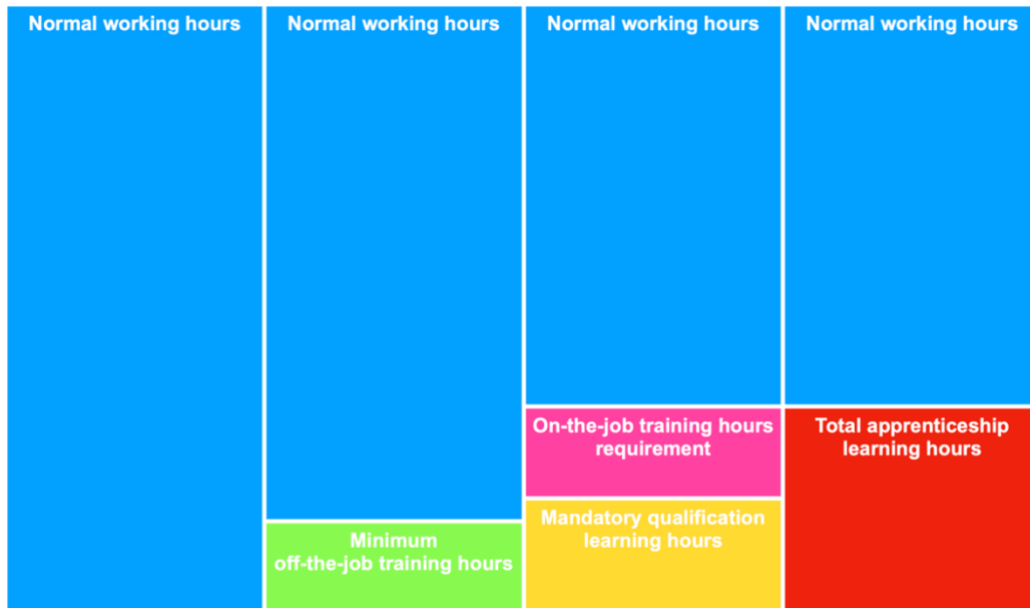 Normal working hours
Normal working hours
Normal working hours
Normal working hours
On-the-job training hours
requirement
Total apprenticeship
learning hours
Mandatory qualification
learning hours
Minimum
off-the-job training hours